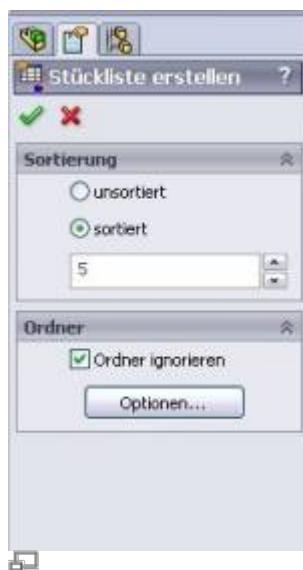 Stückliste erstellen ?
Sortierung
unsortiert
sortiert
5
Ordner
Ordner ignorieren
Optionen...